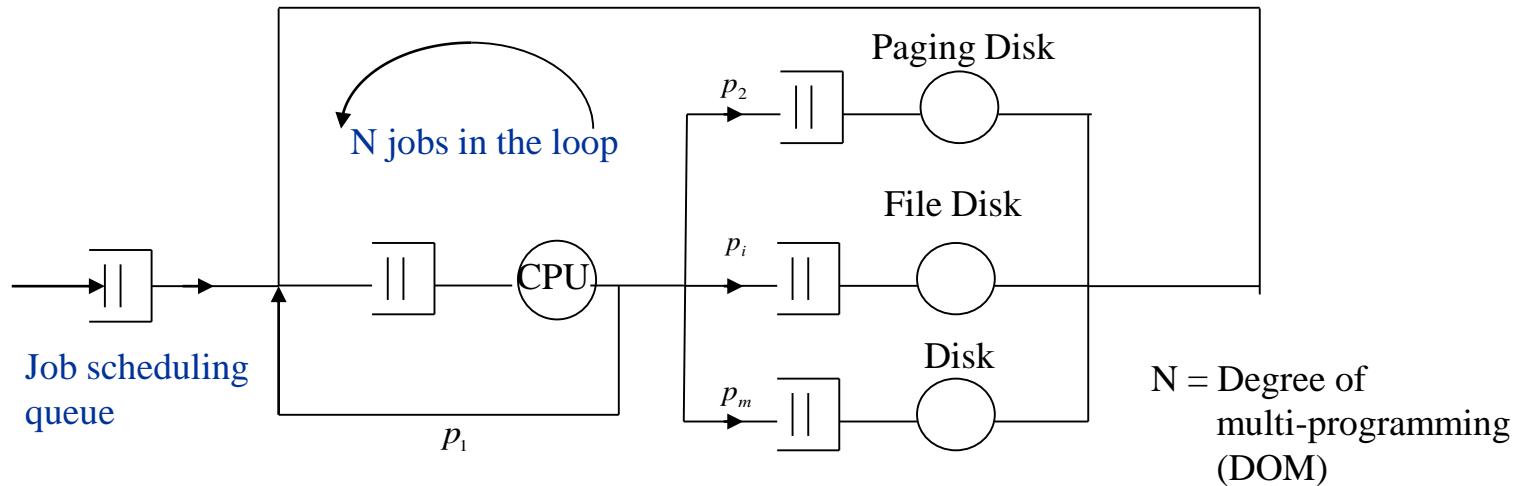 Paging Disk
p₂
N jobs in the loop
File Disk
pᵢ
CPU
Job scheduling
queue
Disk
pₘ
p₁
N = Degree of
multi-programming
(DOM)